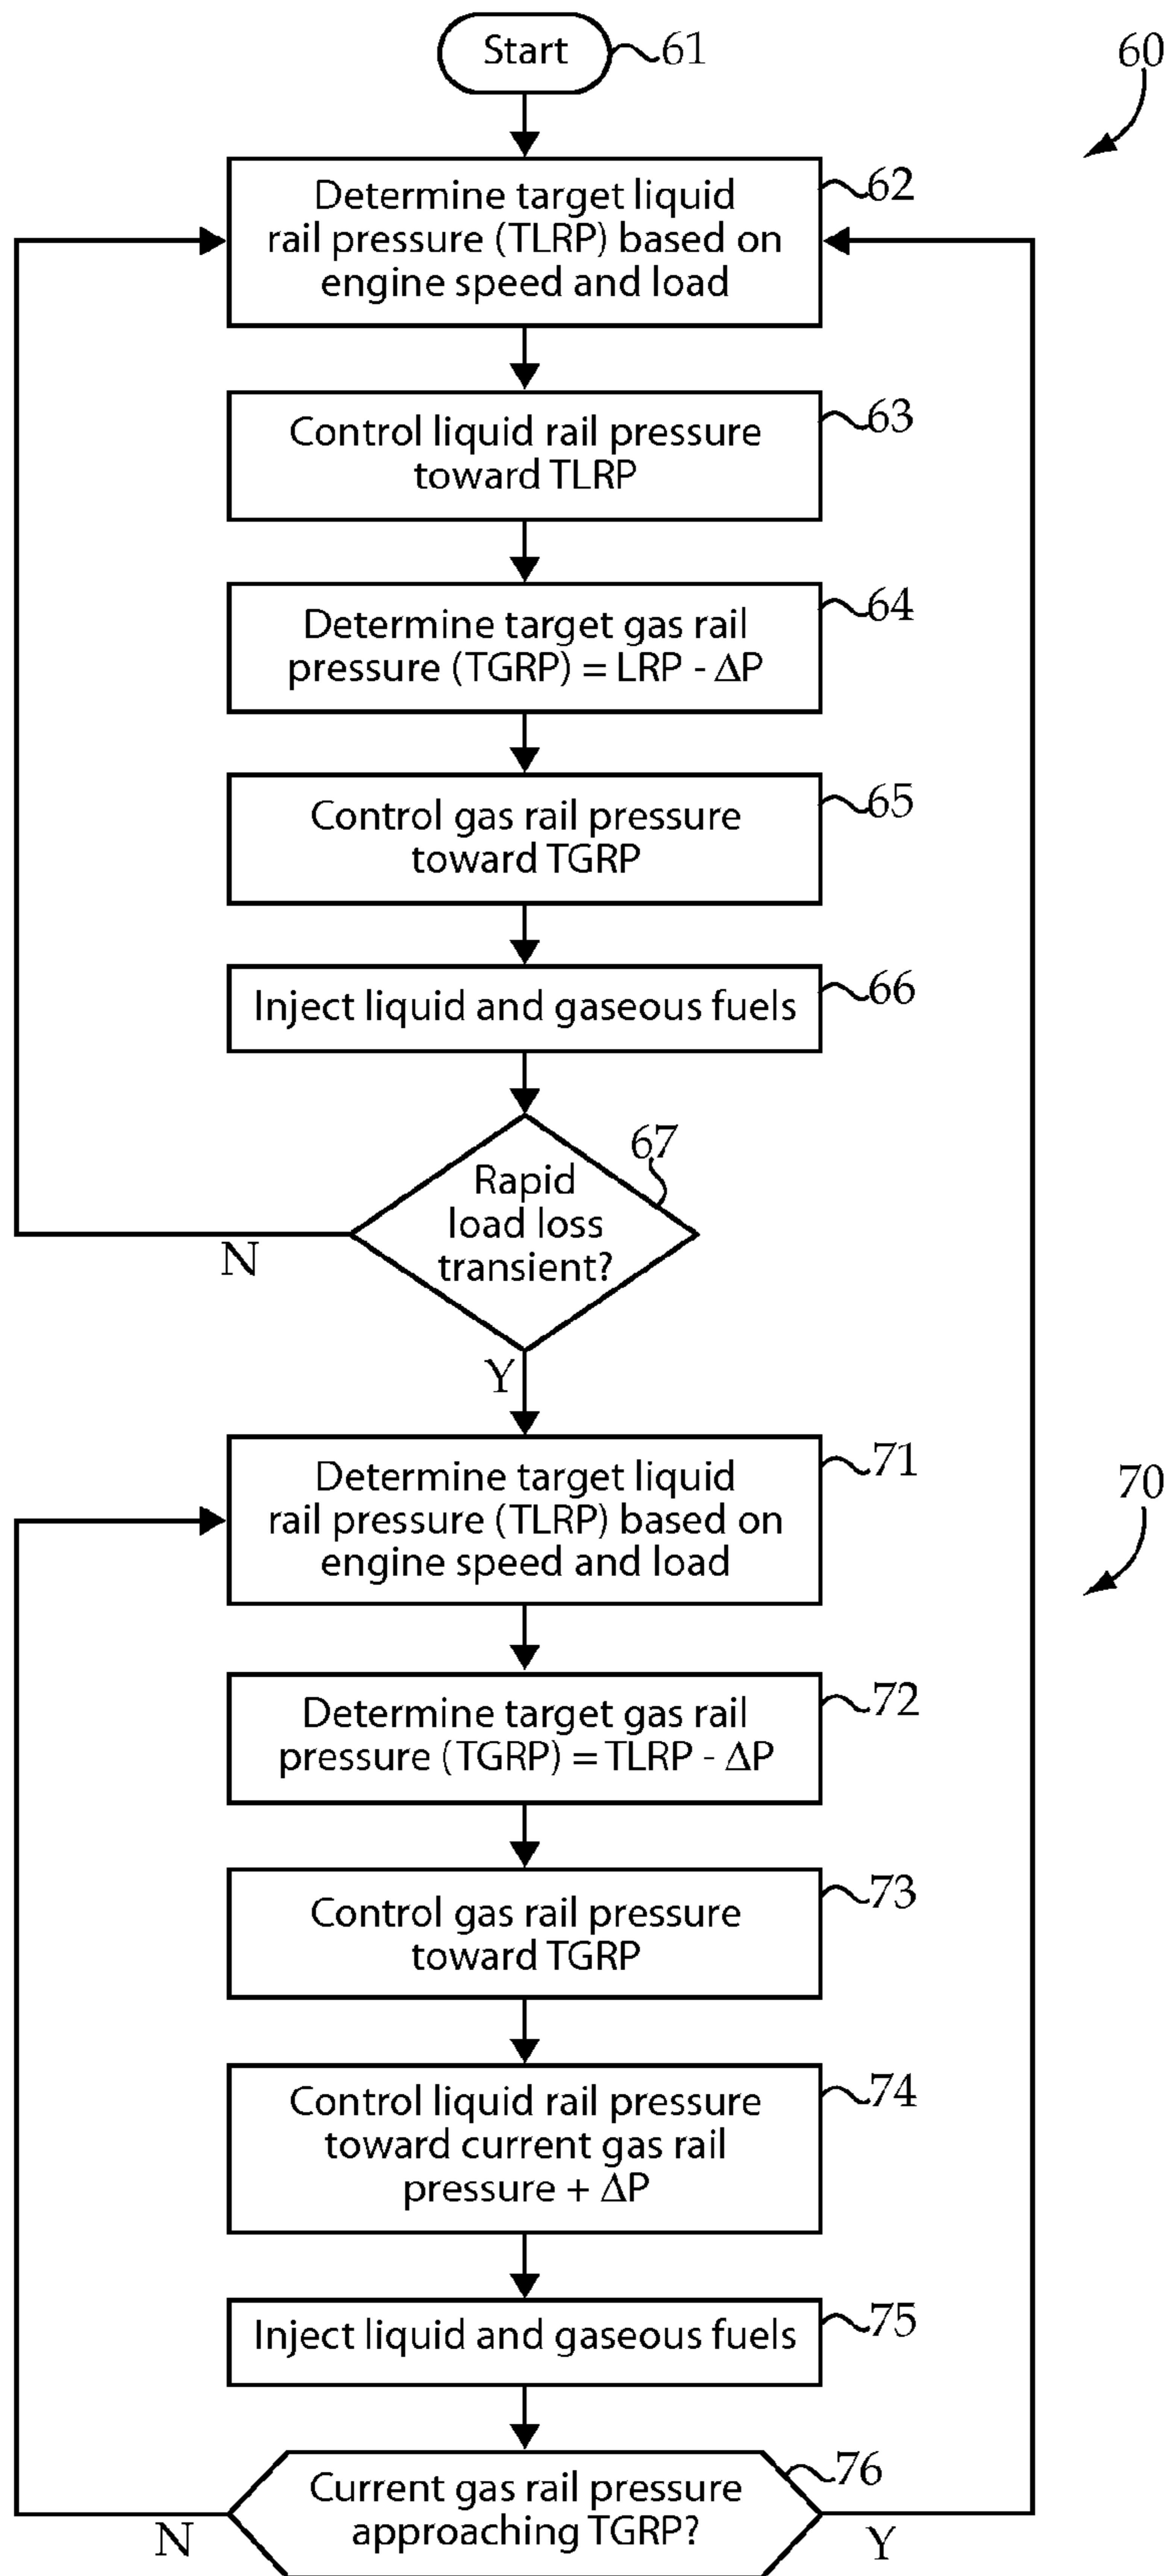 Start
61
60
Determine target liquid
rail pressure (TLRP) based on
engine speed and load
62
Control liquid rail pressure
toward TLRP
63
Determine target gas rail
pressure (TGRP) = LRP - ΔP
64
Control gas rail pressure
toward TGRP
65
Inject liquid and gaseous fuels
66
Rapid
load loss
transient?
67
N
Y
Determine target liquid
rail pressure (TLRP) based on
engine speed and load
71
70
Determine target gas rail
pressure (TGRP) = TLRP - ΔP
72
Control gas rail pressure
toward TGRP
73
Control liquid rail pressure
toward current gas rail
pressure + ΔP
74
Inject liquid and gaseous fuels
75
Current gas rail pressure
approaching TGRP?
76
N
Y